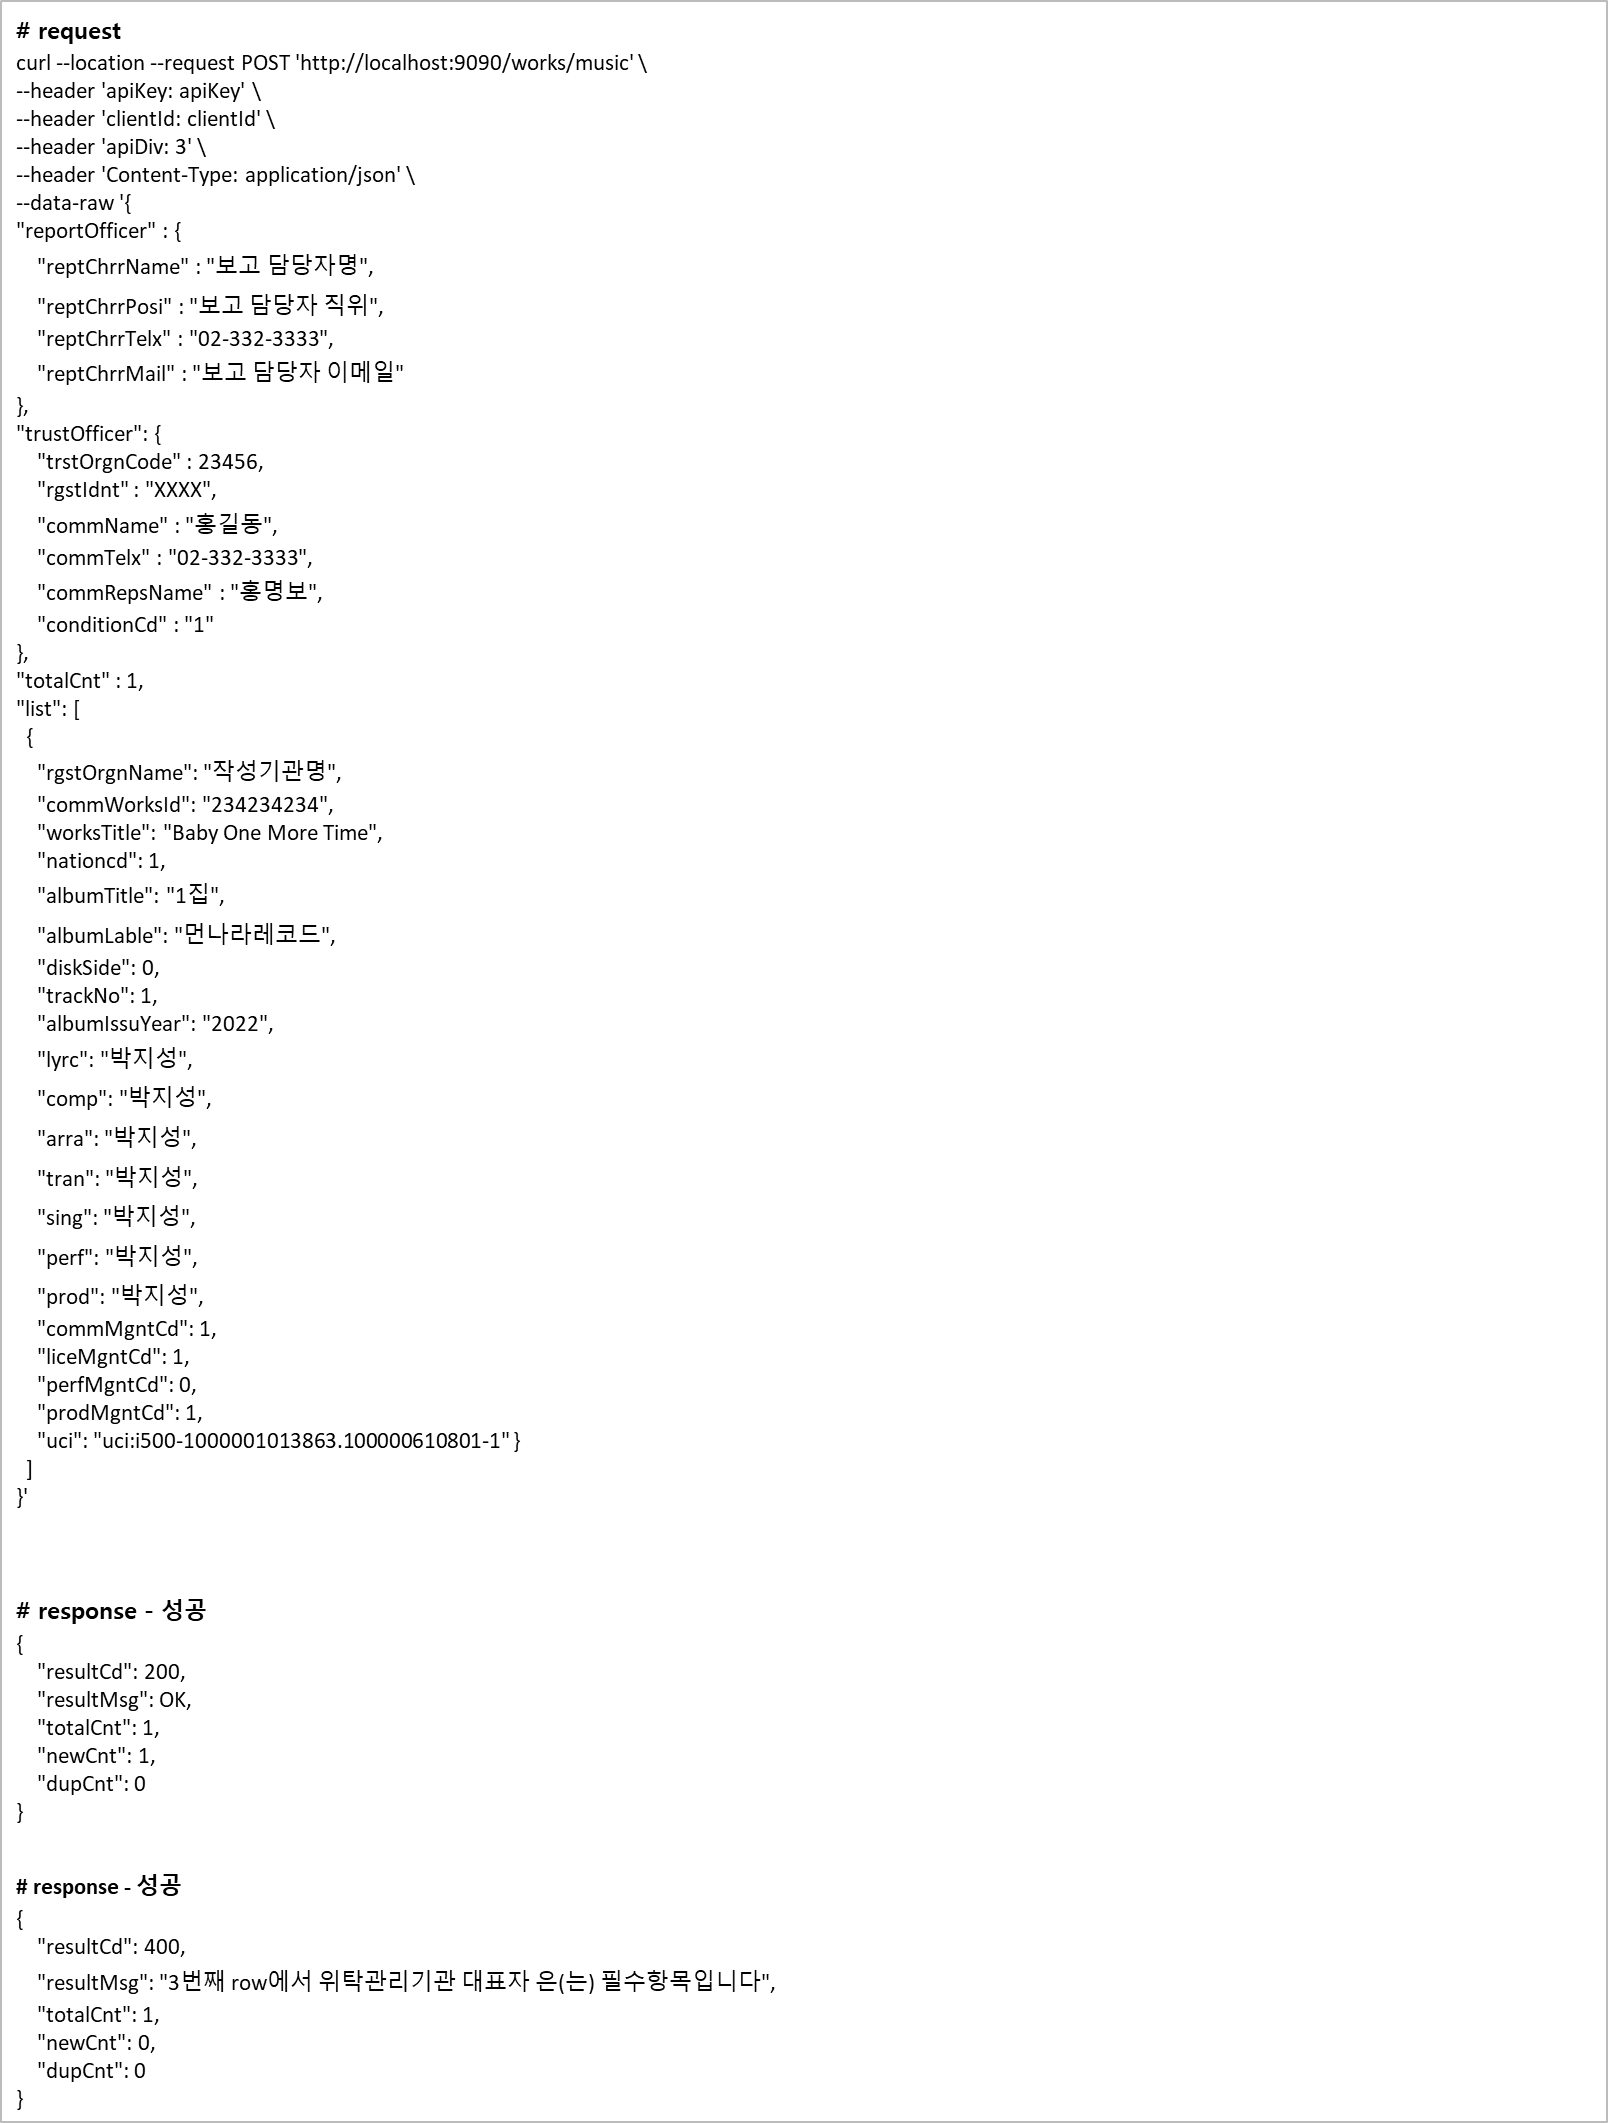 # request
curl --location --request POST 'http://localhost:9090/works/music' \
--header 'apiKey: apiKey' \
--header 'clientId: clientId' \
--header 'apiDiv: 3' \
--header 'Content-Type: application/json' \
--data-raw '{
"reportOfficer" : {
"reptChrrName" : "보고 담당자명",
"reptChrrPosi" : "보고 담당자 직위",
"reptChrrTelx" : "02-332-3333",
"reptChrrMail" : "보고 담당자 이메일"
},
"trustOfficer": {
"trstOrgnCode" : 23456,
"rgstIdnt" : "XXXX",
"commName" : "홍길동",
"commTelx" : "02-332-3333",
"commRepsName" : "홍명보",
"conditionCd" : "1"
},
"totalCnt" : 1,
"list": [
{
"rgstOrgnName": "작성기관명",
"commWorksId": "234234234",
"worksTitle": "Baby One More Time",
"nationcd": 1,
"albumTitle": "1집",
"albumLable": "먼나라레코드",
"diskSide": 0,
"trackNo": 1,
"albumIssuYear": "2022",
"lyrc": "박지성",
"comp": "박지성",
"arra": "박지성",
"tran": "박지성",
"sing": "박지성",
"perf": "박지성",
"prod": "박지성",
"commMgntCd": 1,
"liceMgntCd": 1,
"perfMgntCd": 0,
"prodMgntCd": 1,
"uci": "uci:i500-1000001013863.100000610801-1" }
]
}'
# response - 성공
{
"resultCd": 200,
"resultMsg": OK,
"totalCnt": 1,
"newCnt": 1,
"dupCnt": 0
}
# response - 성공
{
"resultCd": 400,
"resultMsg": "3번째 row에서 위탁관리기관 대표자 은(는) 필수항목입니다",
"totalCnt": 1,
"newCnt": 0,
"dupCnt": 0
}